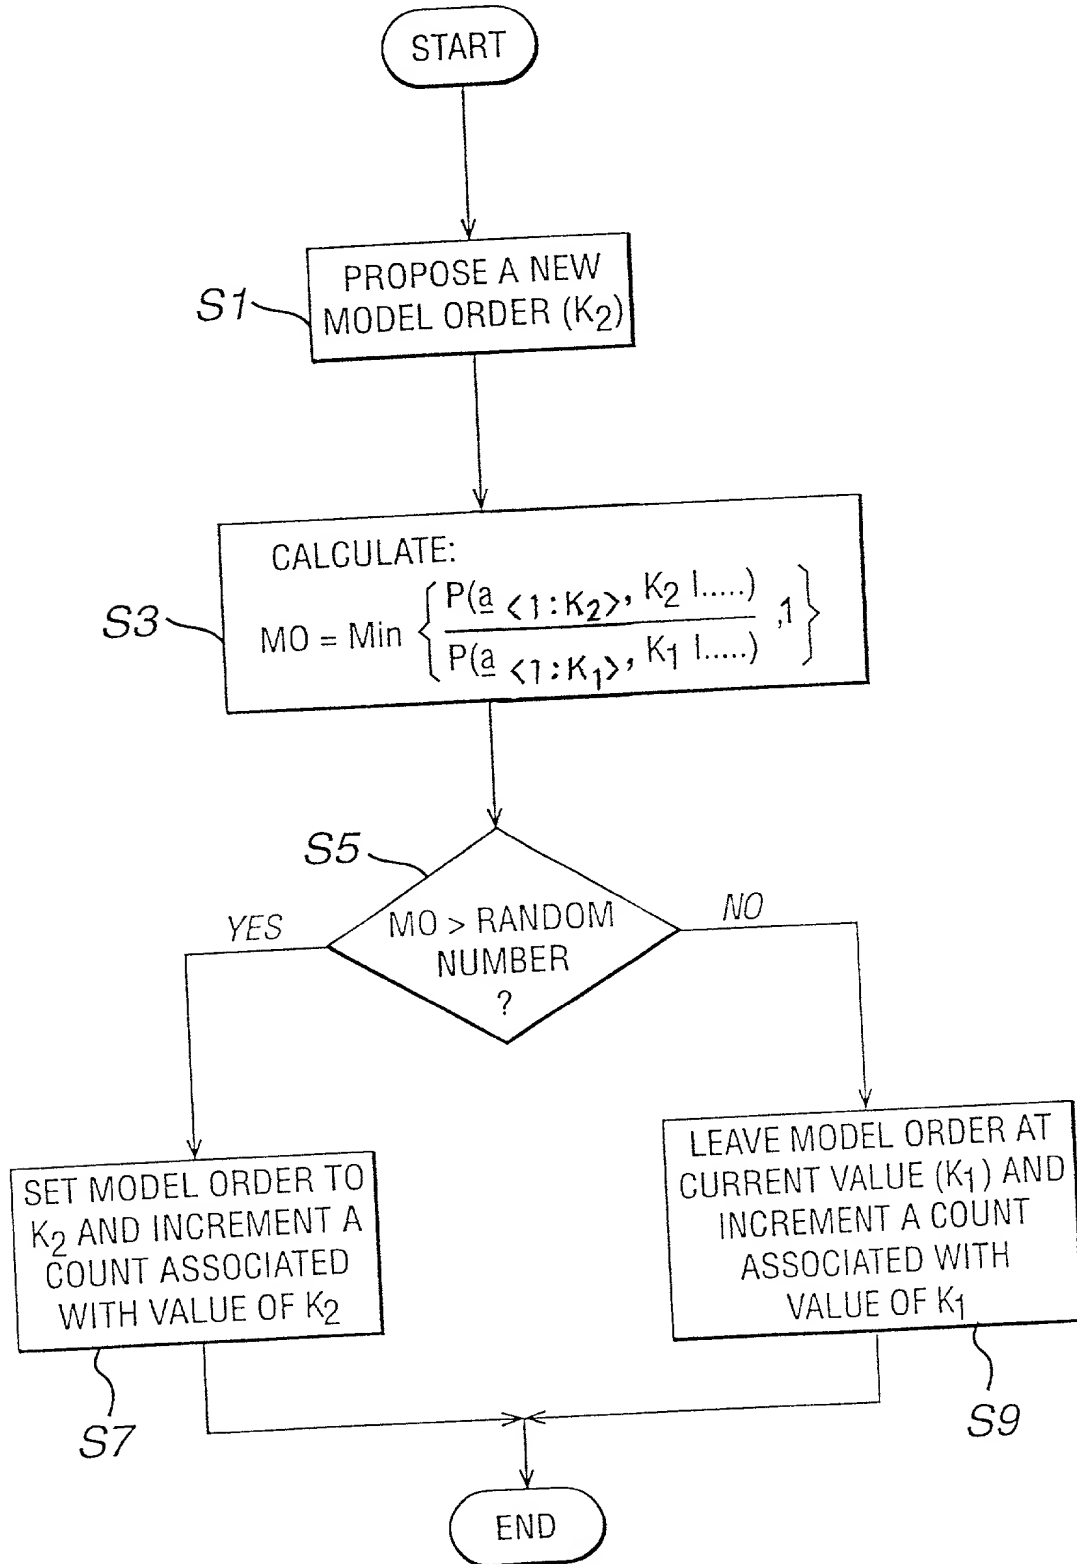 START
S1
PROPOSE A NEW
MODEL ORDER (K2)
S3
CALCULATE:
MO = Min { P(a <1:K2>, K2 |.....) / P(a <1:K1>, K1 |.....) ,1 }
S5
YES
MO > RANDOM
NUMBER
?
NO
SET MODEL ORDER TO
K2 AND INCREMENT A
COUNT ASSOCIATED
WITH VALUE OF K2
S7
LEAVE MODEL ORDER AT
CURRENT VALUE (K1) AND
INCREMENT A COUNT
ASSOCIATED WITH
VALUE OF K1
S9
END